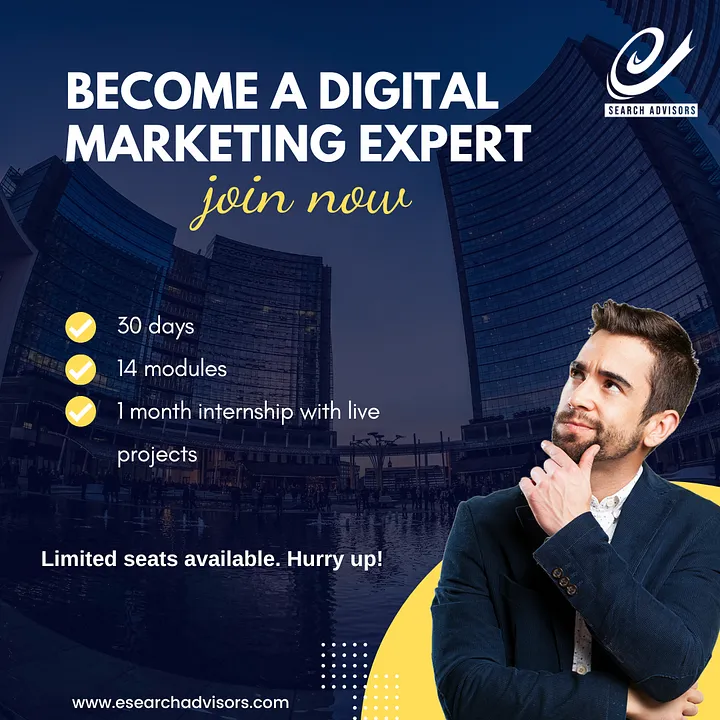 SEARCH ADVISORS
BECOME A DIGITAL
MARKETING EXPERT
join now
30 days
14 modules
1 month internship with live
projects
Limited seats available. Hurry up!
www.esearchadvisors.com